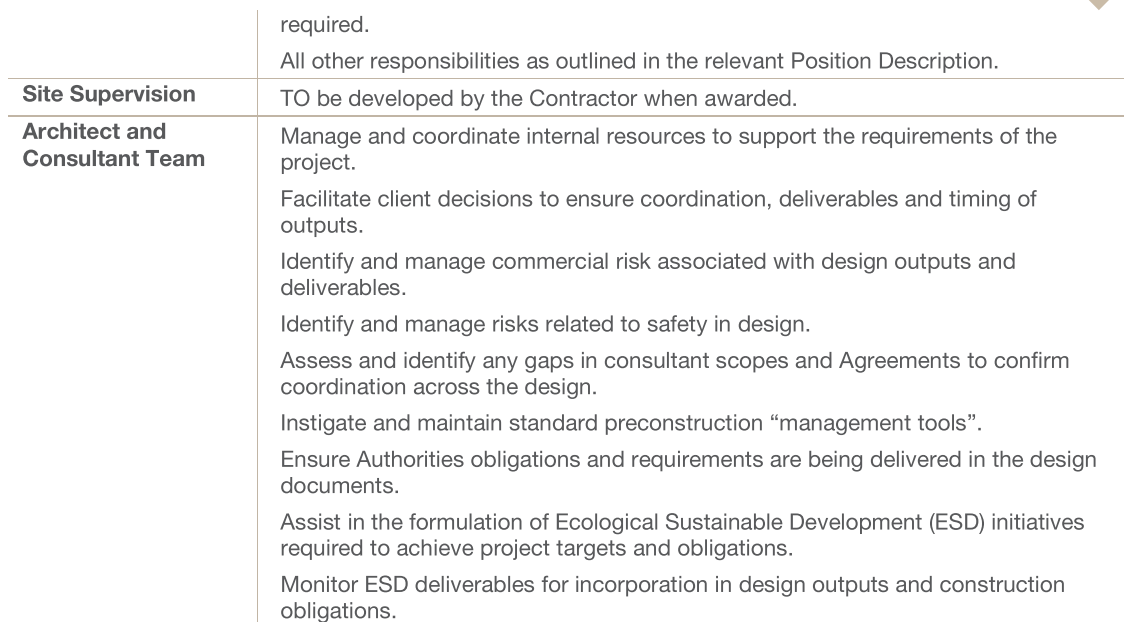 required.
All other responsibilities as outlined in the relevant Position Description.
Site Supervision
TO be developed by the Contractor when awarded.
Architect and
Consultant Team
Manage and coordinate internal resources to support the requirements of the
project.
Facilitate client decisions to ensure coordination, deliverables and timing of
outputs.
Identify and manage commercial risk associated with design outputs and
deliverables.
Identify and manage risks related to safety in design.
Assess and identify any gaps in consultant scopes and Agreements to confirm
coordination across the design.
Instigate and maintain standard preconstruction “management tools”.
Ensure Authorities obligations and requirements are being delivered in the design
documents.
Assist in the formulation of Ecological Sustainable Development (ESD) initiatives
required to achieve project targets and obligations.
Monitor ESD deliverables for incorporation in design outputs and construction
obligations.